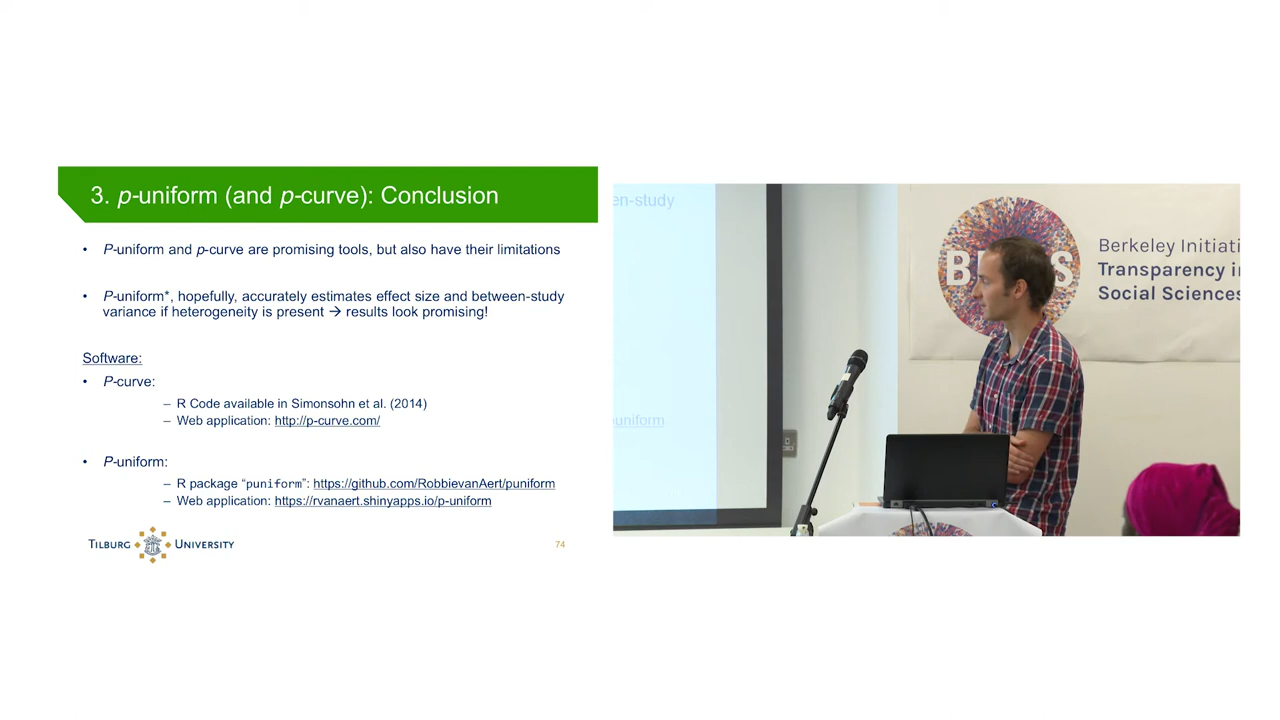 3. p-uniform (and p-curve): Conclusion
• P-uniform and p-curve are promising tools, but also have their limitations
• P-uniform*, hopefully, accurately estimates effect size and between-study
variance if heterogeneity is present → results look promising!
Software:
• P-curve:
– R Code available in Simonsohn et al. (2014)
– Web application: http://p-curve.com/
• P-uniform:
– R package “puniform”: https://github.com/RobbievanAert/puniform
– Web application: https://rvanaert.shinyapps.io/p-uniform
TILBURG UNIVERSITY
74
en-study
puniform
B S
Berkeley Initiati
Transparency in
Social Sciences